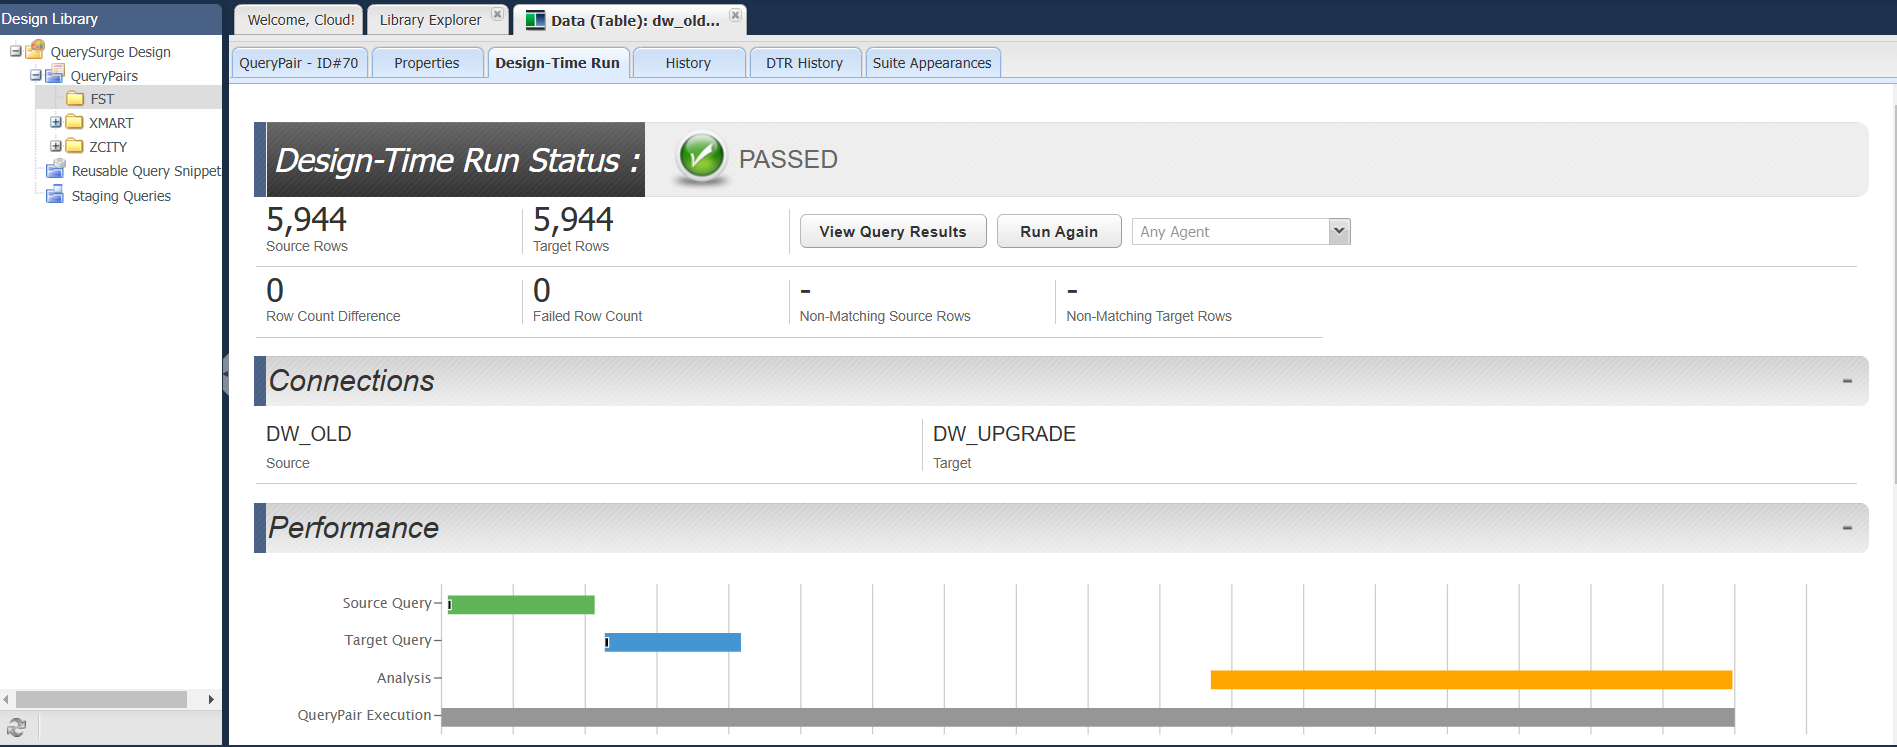 Design Library
QuerySurge Design
QueryPairs
FST
XMART
ZCITY
Reusable Query Snippet
Staging Queries
Welcome, Cloud!
Library Explorer
Data (Table): dw_old...
QueryPair - ID#70
Properties
Design-Time Run
History
DTR History
Suite Appearances
Design-Time Run Status :
PASSED
5,944
Source Rows
5,944
Target Rows
View Query Results
Run Again
Any Agent
0
Row Count Difference
0
Failed Row Count
-
Non-Matching Source Rows
-
Non-Matching Target Rows
Connections
-
DW_OLD
Source
DW_UPGRADE
Target
Performance
-
Source Query
Target Query
Analysis
QueryPair Execution